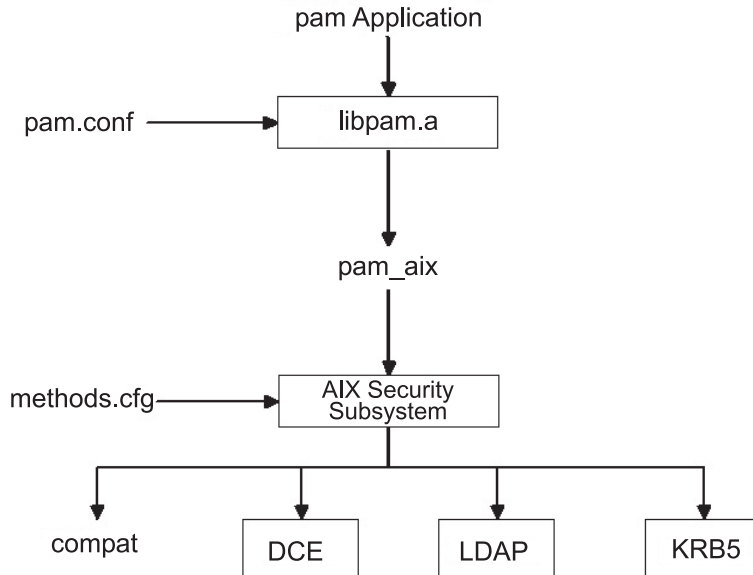 pam Application
pam.conf
libpam.a
pam_aix
methods.cfg
AIX Security
Subsystem
compat
DCE
LDAP
KRB5